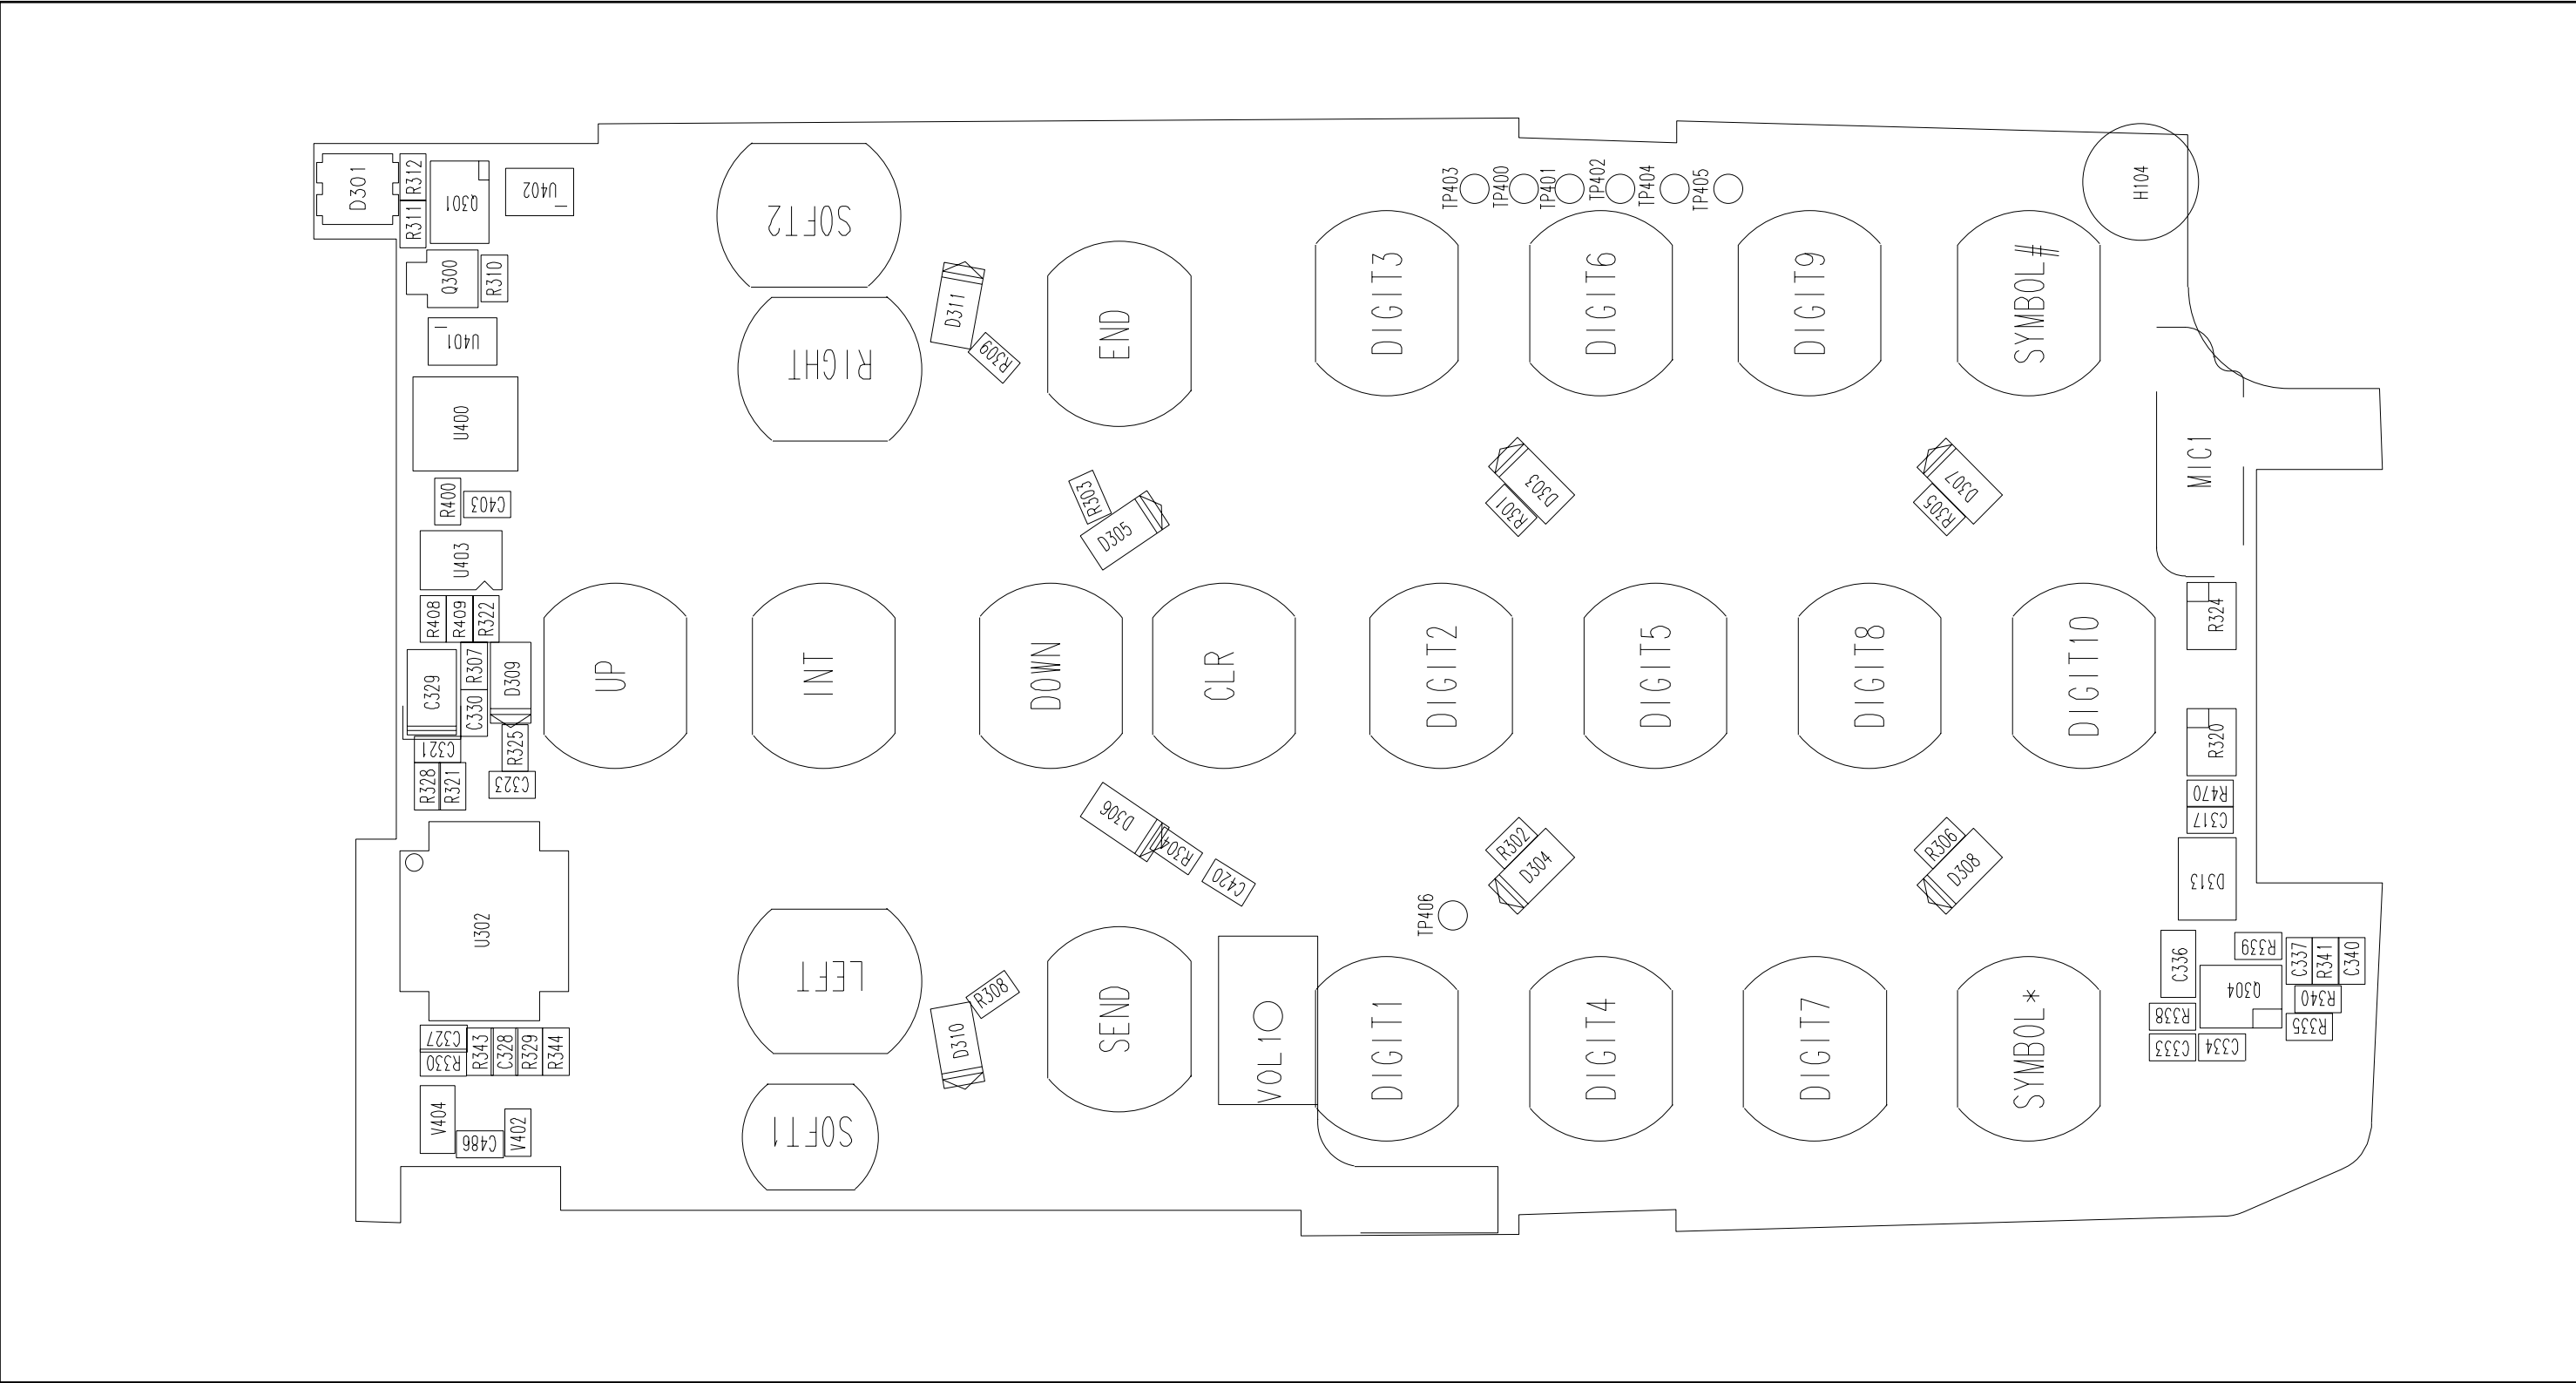 D301
R312
R311
Q301
U402
Q300
R310
U401
U400
R400
C403
U403
R408
R409
R322
C329
R307
C330
D309
C321
R325
R328
R321
C323
U302
C327
R330
R343
C328
R329
R344
V404
C486
V402
SOFT2
RIGHT
D311
R309
END
R303
D305
UP
INT
DOWN
CLR
D306
R304
C420
LEFT
SOFT1
D310
R308
SEND
VOL1
TP403
TP400
TP401
TP402
TP404
TP405
DIGIT3
DIGIT6
DIGIT9
SYMBOL#
H104
D303
R301
D307
R305
MIC1
DIGIT2
DIGIT5
DIGIT8
DIGIT10
R324
R320
R470
C317
D313
R302
D304
R306
D308
TP406
DIGIT1
DIGIT4
DIGIT7
SYMBOL*
C336
R339
C337
R341
C340
Q304
R340
R338
R335
C333
C334